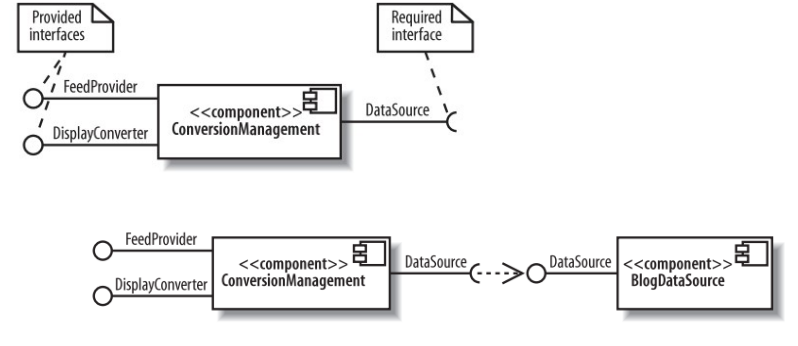 Provided
interfaces
Required
interface
FeedProvider
<<component>>
ConversionManagement
DataSource
DisplayConverter
FeedProvider
<<component>>
ConversionManagement
DataSource
DataSource
<<component>>
BlogDataSource
DisplayConverter